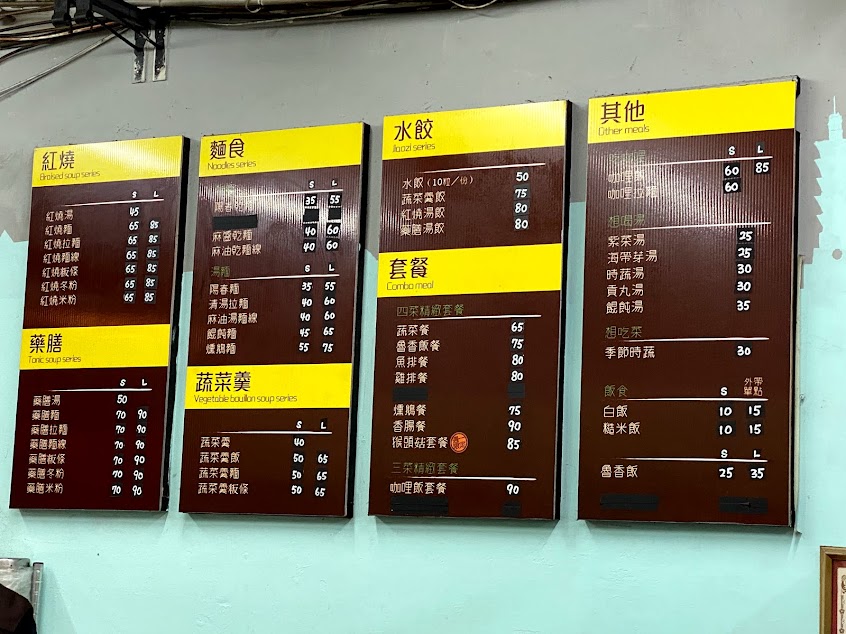 紅燒
Braised soup series
S L
紅燒湯 45
紅燒麵 65 85
紅燒拉麵 65 85
紅燒麵線 65 85
紅燒板條 65 85
紅燒冬粉 65 85
紅燒米粉 65 85
藥膳
Tonic soup series
S L
藥膳湯 50
藥膳麵 70 90
藥膳拉麵 70 90
藥膳麵線 70 90
藥膳板條 70 90
藥膳冬粉 70 90
藥膳米粉 70 90
麵食
Noodles series
S L
陽春乾麵 35 55
麻醬乾麵 40 60
麻油乾麵線 40 60
湯麵 S L
陽春麵 35 55
清湯拉麵 40 60
麻油湯麵線 40 60
餛飩麵 45 65
燻鵝麵 55 75
蔬菜羹
Vegetable bouillon soup series
S L
蔬菜羹 40
蔬菜羹飯 50 65
蔬菜羹麵 50 65
蔬菜羹板條 50 65
水餃
Jiaozi series
水餃（10粒／份） 50
蔬菜羹餃 75
紅燒湯餃 80
藥膳湯餃 80
套餐
Combo meal
四菜精緻套餐
蔬菜餐 65
魯香飯餐 75
魚排餐 80
雞排餐 80
燻鵝餐 75
香腸餐 90
猴頭菇套餐 85
三菜精緻套餐
咖哩飯套餐 90
其他
Other meals
S L
60 85
咖哩拉麵 60
想喝湯
紫菜湯 25
海帶芽湯 25
時蔬湯 30
貢丸湯 30
餛飩湯 35
想吃菜
季節時蔬 30
飯食 S 外帶單點
白飯 10 15
糙米飯 10 15
S L
魯香飯 25 35